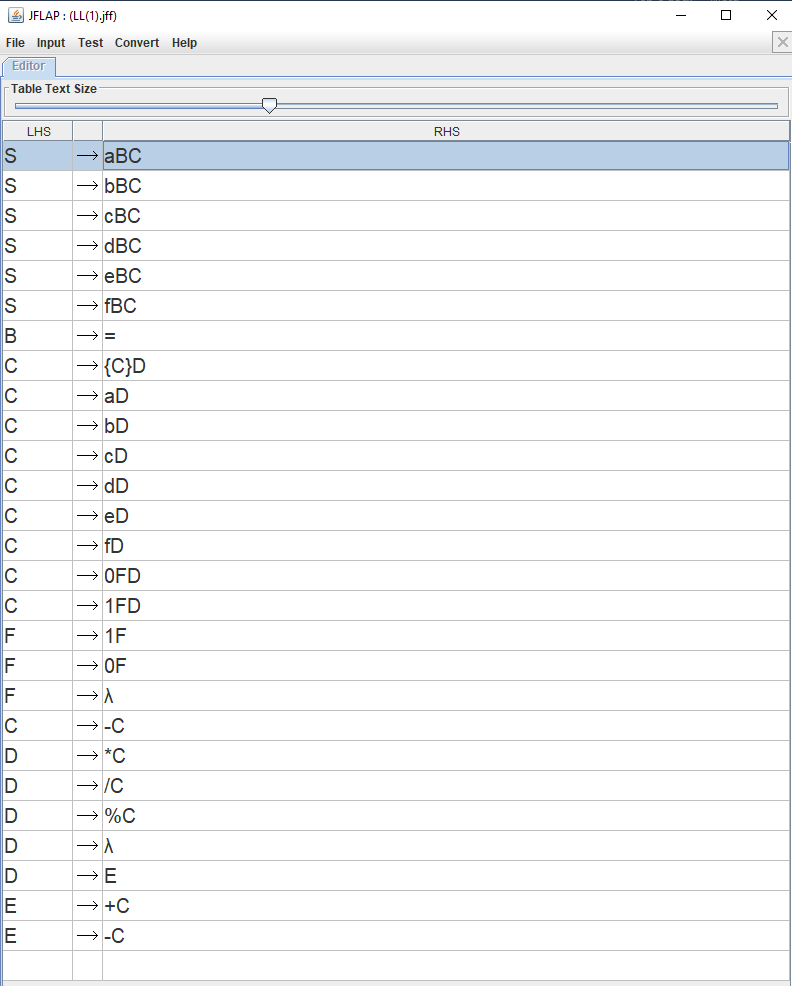 JFLAP : (LL(1).jff)
File Input Test Convert Help
Editor
Table Text Size
LHS RHS
S → aBC
S → bBC
S → cBC
S → dBC
S → eBC
S → fBC
B → =
C → {C}D
C → aD
C → bD
C → cD
C → dD
C → eD
C → fD
C → 0FD
C → 1FD
F → 1F
F → 0F
F → λ
C → -C
D → *C
D → /C
D → %C
D → λ
D → E
E → +C
E → -C